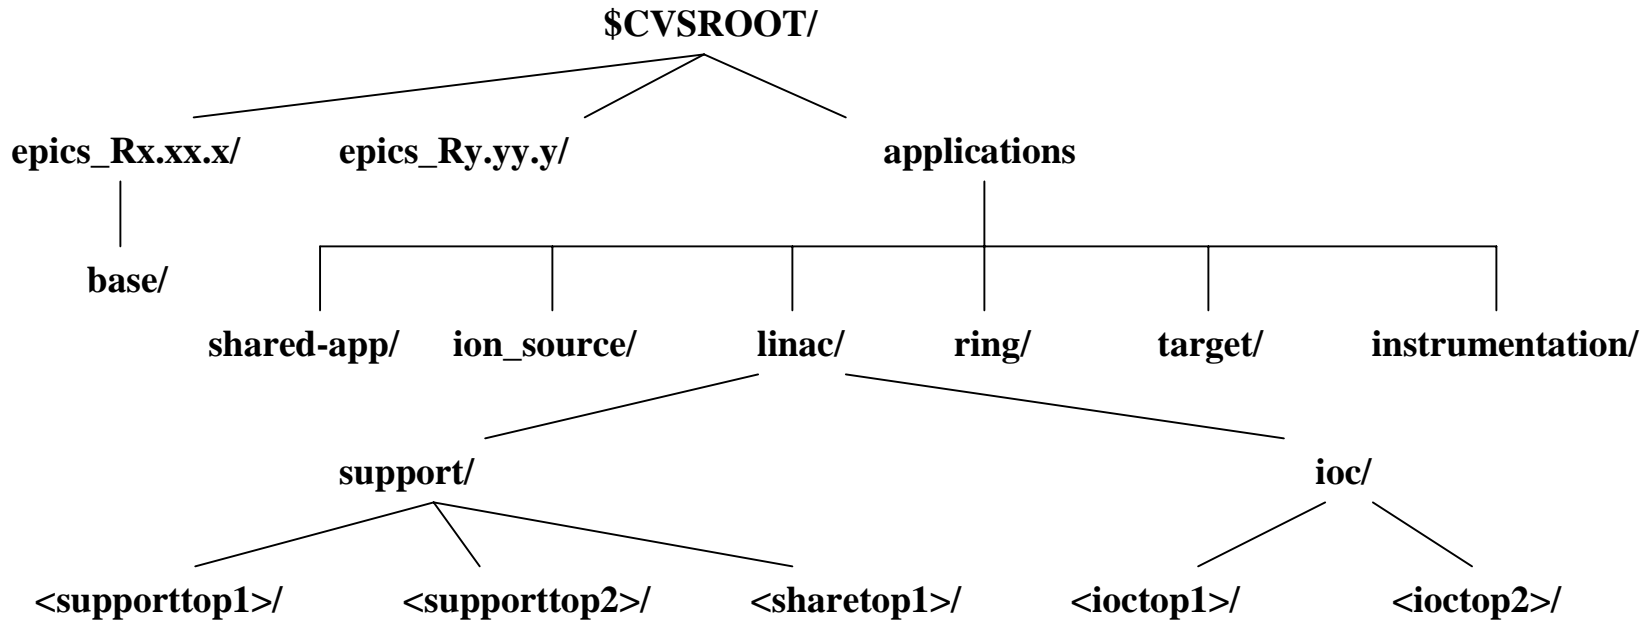 $CVSROOT/
epics_Rx.xx.x/ epics_Ry.yy.y/ applications
base/
shared-app/ ion_source/ linac/ ring/ target/ instrumentation/
support/ ioc/
<supporttop1>/ <supporttop2>/ <sharetop1>/ <ioctop1>/ <ioctop2>/